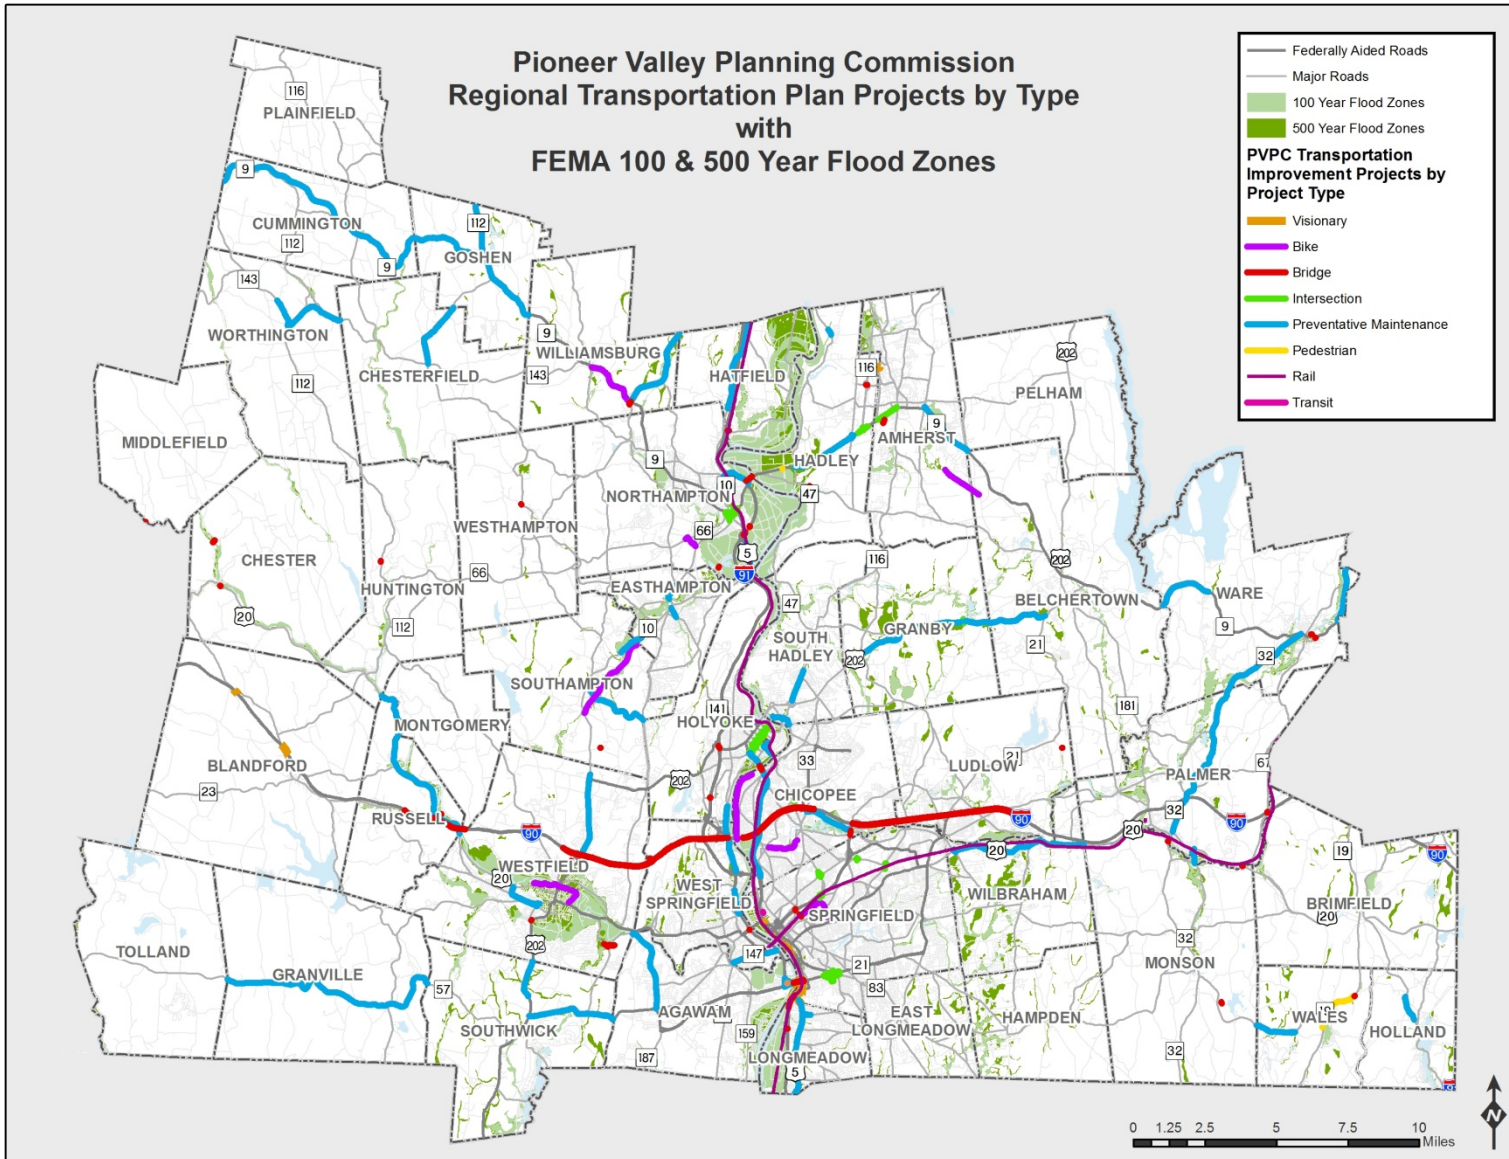 Pioneer Valley Planning Commission
Regional Transportation Plan Projects by Type
with
FEMA 100 & 500 Year Flood Zones
Federally Aided Roads
Major Roads
100 Year Flood Zones
500 Year Flood Zones
PVPC Transportation
Improvement Projects by
Project Type
Visionary
Bike
Bridge
Intersection
Preventative Maintenance
Pedestrian
Rail
Transit
116
PLAINFIELD
9
CUMMINGTON
112
112
9
GOSHEN
143
WORTHINGTON
9
WILLIAMSBURG
143
CHESTERFIELD
112
HATFIELD
116
202
PELHAM
MIDDLEFIELD
9
AMHERST
HADLEY
9
10
NORTHAMPTON
47
WESTHAMPTON
66
5
91
CHESTER
66
HUNTINGTON
EASTHAMPTON
116
202
BELCHERTOWN
WARE
9
20
112
10
47
SOUTH
HADLEY
GRANBY
202
21
32
SOUTHAMPTON
141
HOLYOKE
181
MONTGOMERY
BLANDFORD
23
202
33
CHICOPEE
21
LUDLOW
67
PALMER
32
90
RUSSELL
90
90
20
20
19
90
WESTFIELD
20
WEST
SPRINGFIELD
SPRINGFIELD
WILBRAHAM
BRIMFIELD
20
TOLLAND
202
147
21
32
MONSON
GRANVILLE
57
83
SOUTHWICK
AGAWAM
159
EAST
LONGMEADOW
HAMPDEN
19
WALES
HOLLAND
187
LONGMEADOW
5
32
0 1.25 2.5 5 7.5 10
Miles
N